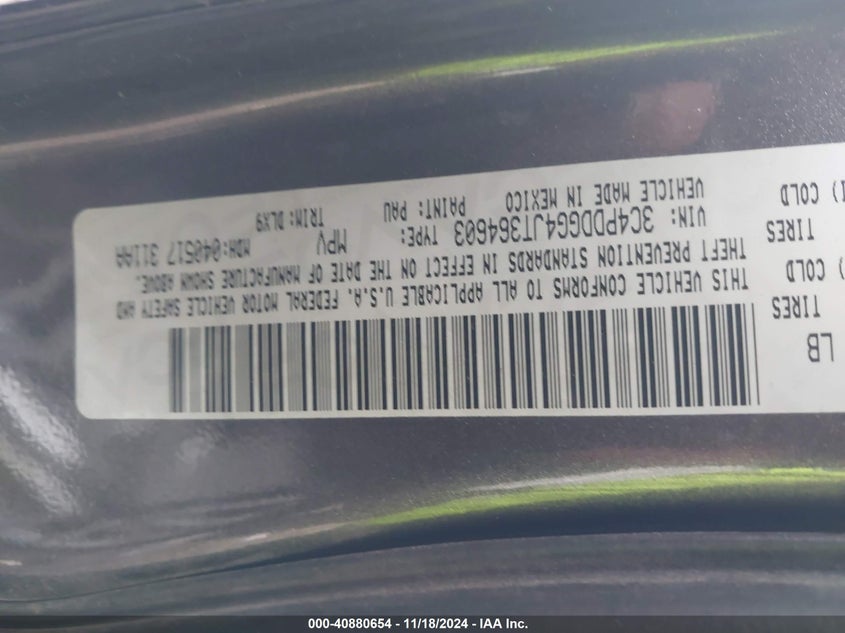 LB
TIRES
I) COLD
TIRES
I) COLD
THIS VEHICLE CONFORMS TO ALL APPLICABLE U.S.A. FEDERAL MOTOR VEHICLE SAFETY AND
THEFT PREVENTION STANDARDS IN EFFECT ON THE DATE OF MANUFACTURE SHOWN ABOVE.
VIN: 3C4PDDGG4JT364603 TYPE: MPV MDH:040517 311AA
VEHICLE MADE IN MEXICO PAINT: PAU TRIM: DLX9
000-40880654 - 11/18/2024 - IAA Inc.